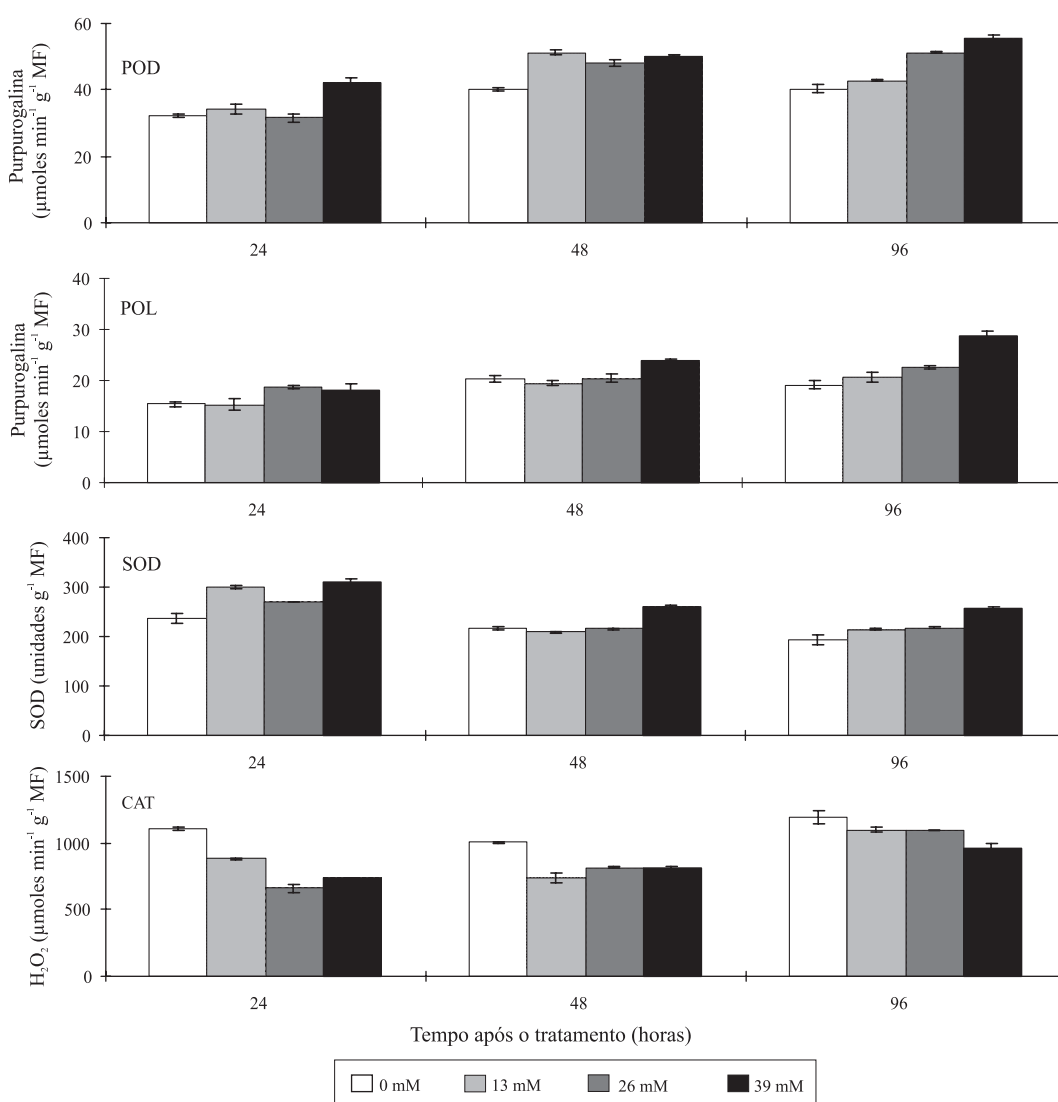 60
40
20
0
Purpurogalina
(µmoles min⁻¹ g⁻¹ MF)
POD
24 48 96
40
30
20
10
0
Purpurogalina
(µmoles min⁻¹ g⁻¹ MF)
POL
24 48 96
400
300
200
100
0
SOD (unidades g⁻¹ MF)
SOD
24 48 96
1500
1000
500
0
H₂O₂ (µmoles min⁻¹ g⁻¹ MF)
CAT
24 48 96
Tempo após o tratamento (horas)
0 mM 13 mM 26 mM 39 mM